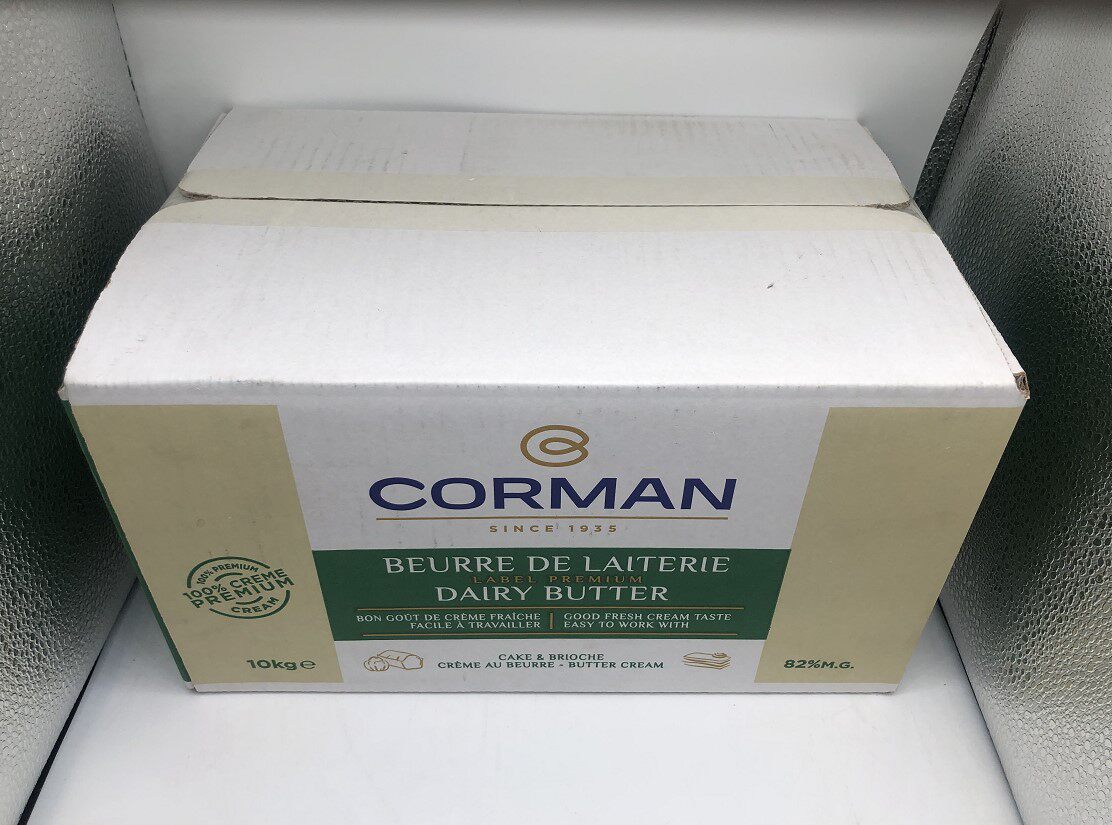 CORMAN
SINCE 1935
BEURRE DE LAITERIE
LABEL PREMIUM
DAIRY BUTTER
BON GOÛT DE CRÈME FRAÎCHE
FACILE À TRAVAILLER
GOOD FRESH CREAM TASTE
EASY TO WORK WITH
100% PREMIUM
100% CREME
PREMIUM
CREAM
10kg e
CAKE & BRIOCHE
CRÈME AU BEURRE - BUTTER CREAM
82%M.G.